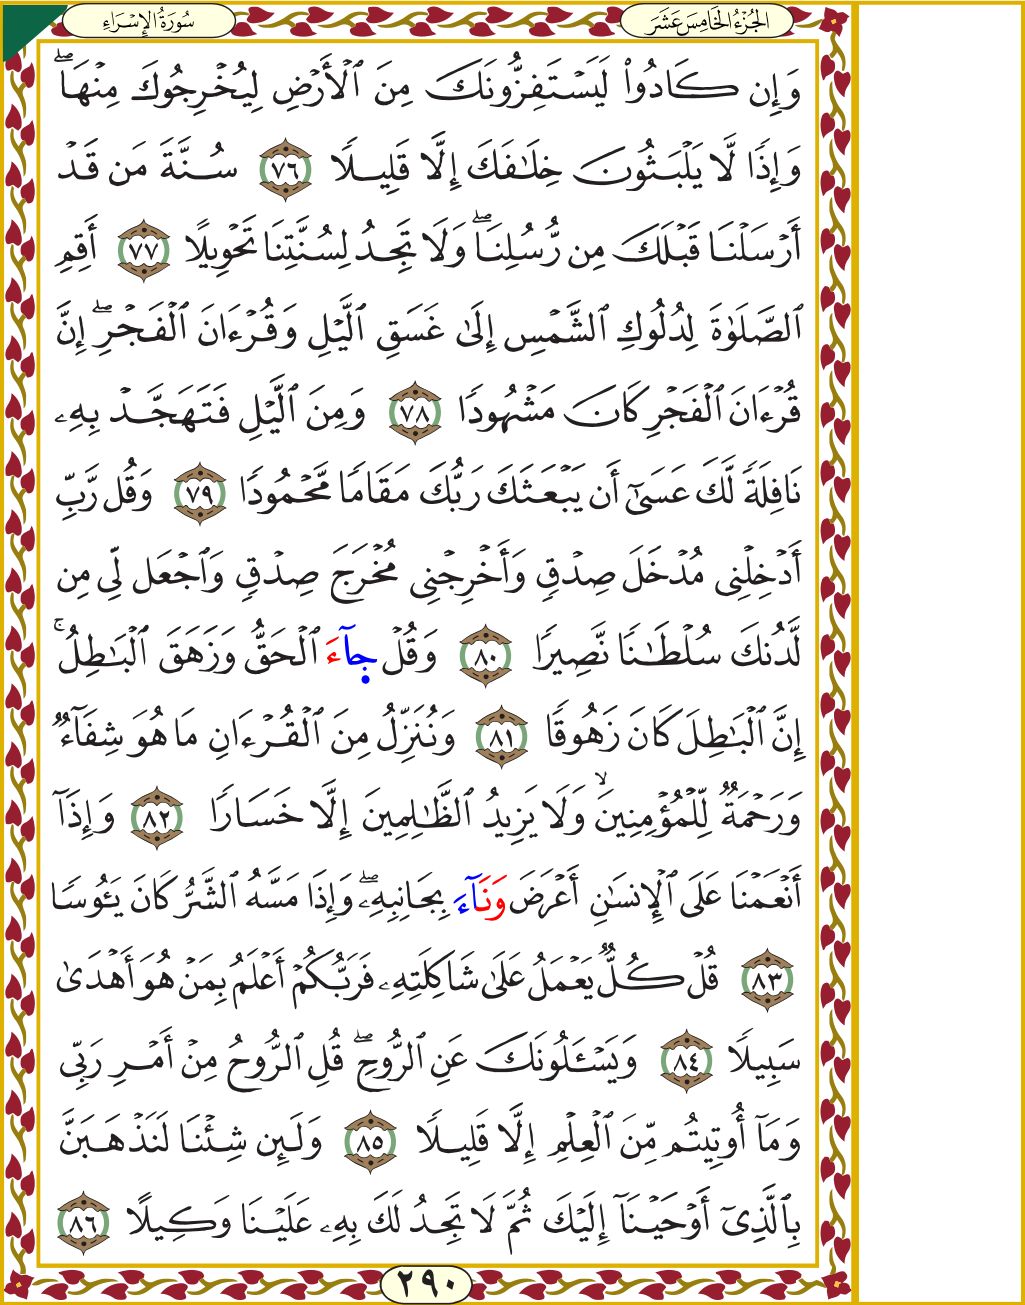 سُورَةُ الإِسْرَاءِ
الجُزْءُ الْخَامِسَ عَشَرَ
وَإِن كَادُوا۟ لَيَسْتَفِزُّونَكَ مِنَ ٱلْأَرْضِ لِيُخْرِجُوكَ مِنْهَا ۖ
وَإِذًا لَّا يَلْبَثُونَ خِلَـٰفَكَ إِلَّا قَلِيلًا ٧٦ سُنَّةَ مَن قَدْ
أَرْسَلْنَا قَبْلَكَ مِن رُّسُلِنَا ۖ وَلَا تَجِدُ لِسُنَّتِنَا تَحْوِيلًا ٧٧ أَقِمِ
ٱلصَّلَوٰةَ لِدُلُوكِ ٱلشَّمْسِ إِلَىٰ غَسَقِ ٱلَّيْلِ وَقُرْءَانَ ٱلْفَجْرِ ۖ إِنَّ
قُرْءَانَ ٱلْفَجْرِ كَانَ مَشْهُودًا ٧٨ وَمِنَ ٱلَّيْلِ فَتَهَجَّدْ بِهِۦ
نَافِلَةً لَّكَ عَسَىٰٓ أَن يَبْعَثَكَ رَبُّكَ مَقَامًا مَّحْمُودًا ٧٩ وَقُل رَّبِّ
أَدْخِلْنِى مُدْخَلَ صِدْقٍ وَأَخْرِجْنِى مُخْرَجَ صِدْقٍ وَٱجْعَل لِّى مِن
لَّدُنكَ سُلْطَـٰنًا نَّصِيرًا ٨٠ وَقُلْ جَآءَ ٱلْحَقُّ وَزَهَقَ ٱلْبَـٰطِلُ ۚ
إِنَّ ٱلْبَـٰطِلَ كَانَ زَهُوقًا ٨١ وَنُنَزِّلُ مِنَ ٱلْقُرْءَانِ مَا هُوَ شِفَآءٌ
وَرَحْمَةٌ لِّلْمُؤْمِنِينَ ۙ وَلَا يَزِيدُ ٱلظَّـٰلِمِينَ إِلَّا خَسَارًا ٨٢ وَإِذَآ
أَنْعَمْنَا عَلَى ٱلْإِنسَـٰنِ أَعْرَضَ وَنَـَٔا بِجَانِبِهِۦ ۖ وَإِذَا مَسَّهُ ٱلشَّرُّ كَانَ يَـُٔوسًا
٨٣ قُلْ كُلٌّ يَعْمَلُ عَلَىٰ شَاكِلَتِهِۦ فَرَبُّكُمْ أَعْلَمُ بِمَنْ هُوَ أَهْدَىٰ
سَبِيلًا ٨٤ وَيَسْـَٔلُونَكَ عَنِ ٱلرُّوحِ ۖ قُلِ ٱلرُّوحُ مِنْ أَمْرِ رَبِّى
وَمَآ أُوتِيتُم مِّنَ ٱلْعِلْمِ إِلَّا قَلِيلًا ٨٥ وَلَئِن شِئْنَا لَنَذْهَبَنَّ
بِٱلَّذِىٓ أَوْحَيْنَآ إِلَيْكَ ثُمَّ لَا تَجِدُ لَكَ بِهِۦ عَلَيْنَا وَكِيلًا ٨٦
٢٩٠